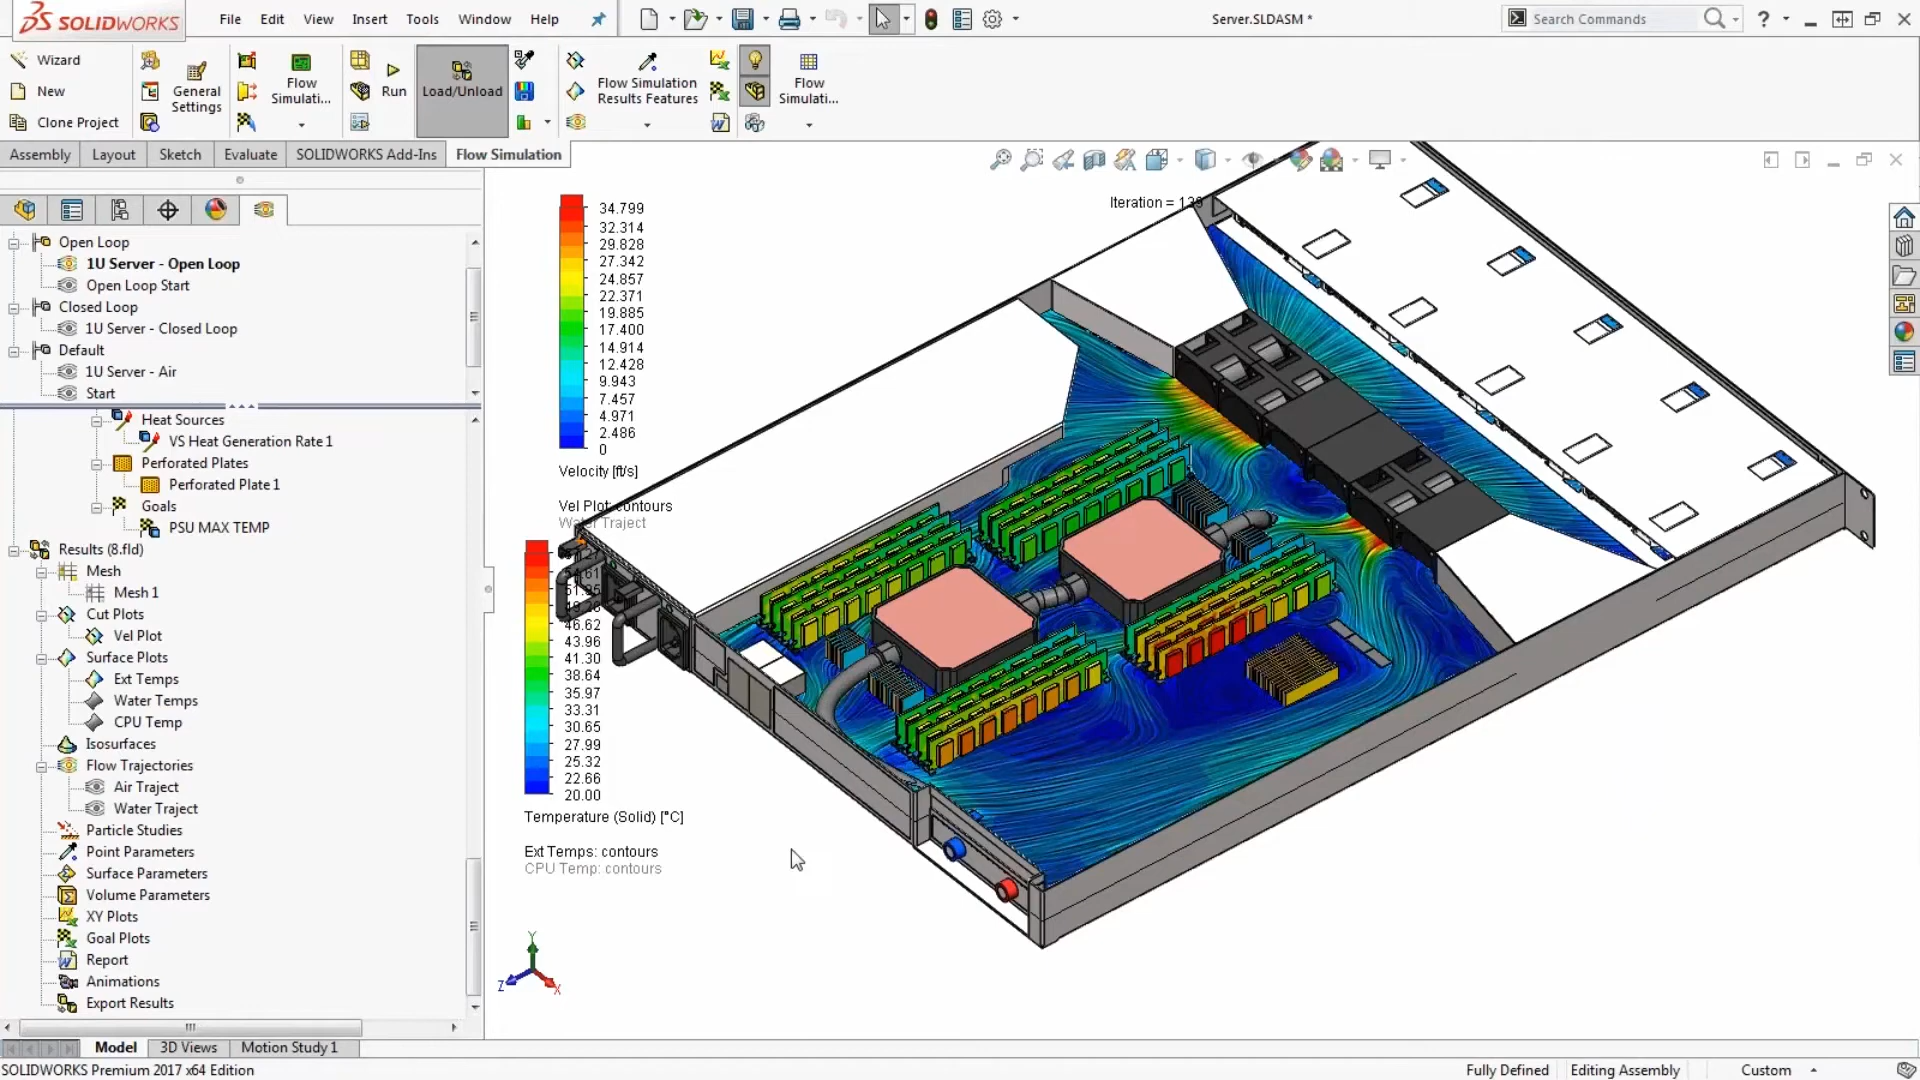 SOLIDWORKS
File Edit View Insert Tools Window Help
Server.SLDASM *
Search Commands
?
Wizard
New
Clone Project
General Settings
Flow Simulati...
Run
Load/Unload
Flow Simulation Results Features
Flow Simulati...
Assembly Layout Sketch Evaluate SOLIDWORKS Add-Ins Flow Simulation
Open Loop
1U Server - Open Loop
Open Loop Start
Closed Loop
1U Server - Closed Loop
Default
1U Server - Air
Start
Heat Sources
VS Heat Generation Rate 1
Perforated Plates
Perforated Plate 1
Goals
PSU MAX TEMP
Results (8.fld)
Mesh
Mesh 1
Cut Plots
Vel Plot
Surface Plots
Ext Temps
Water Temps
CPU Temp
Isosurfaces
Flow Trajectories
Air Traject
Water Traject
Particle Studies
Point Parameters
Surface Parameters
Volume Parameters
XY Plots
Goal Plots
Report
Animations
Export Results
Iteration =
34.799
32.314
29.828
27.342
24.857
22.371
19.885
17.400
14.914
12.428
9.943
7.457
4.971
2.486
0
Velocity [ft/s]
Vel Plot: contours
Water Traject
46.62
43.96
41.30
38.64
35.97
33.31
30.65
27.99
25.32
22.66
20.00
Temperature (Solid) [°C]
Ext Temps: contours
CPU Temp: contours
Y
Z
X
Model 3D Views Motion Study 1
SOLIDWORKS Premium 2017 x64 Edition
Fully Defined Editing Assembly Custom